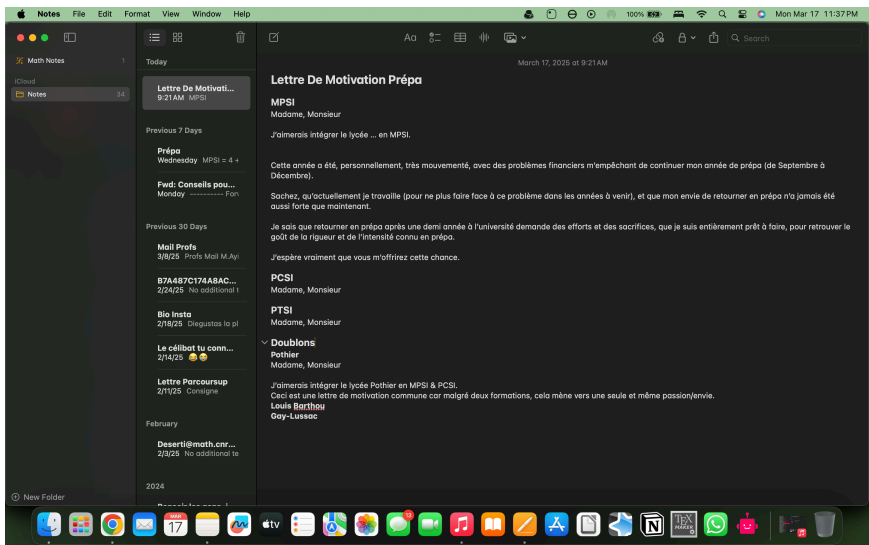 Notes File Edit Format View Window Help
100% Mon Mar 17 11:37 PM
Aa
Search
Math Notes 1
iCloud
Notes 34
New Folder
Today
Lettre De Motivati...
9:21 AM MPSI
Previous 7 Days
Prépa
Wednesday MPSI = 4 +
Fwd: Conseils pou...
Monday ---------- Fon
Previous 30 Days
Mail Profs
3/8/25 Profs Mail M.Ayi
B7A487C174A8AC...
2/24/25 No additional t
Bio Insta
2/18/25 Diegustas la pl
Le célibat tu conn...
2/14/25 😂😋
Lettre Parcoursup
2/11/25 Consigne
February
Deserti@math.cnr...
2/3/25 No additional te
2024
March 17, 2025 at 9:21 AM
Lettre De Motivation Prépa
MPSI
Madame, Monsieur
J'aimerais intégrer le lycée ... en MPSI.
Cette année a été, personnellement, très mouvementé, avec des problèmes financiers m'empêchant de continuer mon année de prépa (de Septembre à
Décembre).
Sachez, qu'actuellement je travaille (pour ne plus faire face à ce problème dans les années à venir), et que mon envie de retourner en prépa n'a jamais été
aussi forte que maintenant.
Je sais que retourner en prépa après une demi année à l'université demande des efforts et des sacrifices, que je suis entièrement prêt à faire, pour retrouver le
goût de la rigueur et de l'intensité connu en prépa.
J'espère vraiment que vous m'offrirez cette chance.
PCSI
Madame, Monsieur
PTSI
Madame, Monsieur
Doublons
Pothier
Madame, Monsieur
J'aimerais intégrer le lycée Pothier en MPSI & PCSI.
Ceci est une lettre de motivation commune car malgré deux formations, cela mène vers une seule et même passion/envie.
Louis Barthou
Gay-Lussac
MAR
17
tv
13
TEX
MAKER